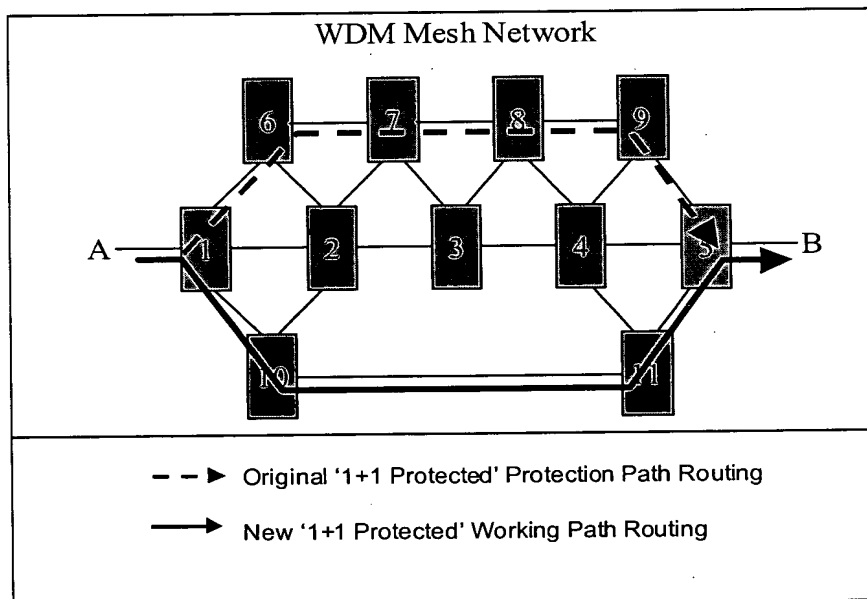 WDM Mesh Network
6 7 8 9
A 1 2 3 4 5 B
10 11
Original '1+1 Protected' Protection Path Routing
New '1+1 Protected' Working Path Routing